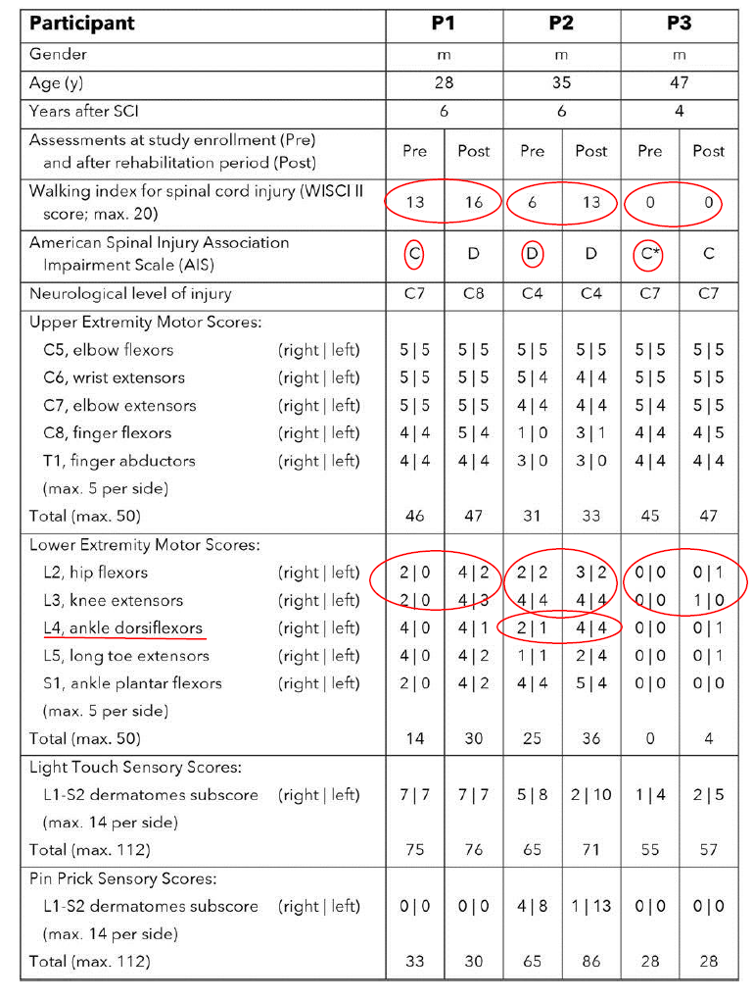 Participant P1 P2 P3
Gender m m m
Age (y) 28 35 47
Years after SCI 6 6 4
Assessments at study enrollment (Pre)
and after rehabilitation period (Post) Pre Post Pre Post Pre Post
Walking index for spinal cord injury (WISCI II
score; max. 20) 13 16 6 13 0 0
American Spinal Injury Association
Impairment Scale (AIS) C D D D C* C
Neurological level of injury C7 C8 C4 C4 C7 C7
Upper Extremity Motor Scores:
C5, elbow flexors (right | left) 5|5 5|5 5|5 5|5 5|5 5|5
C6, wrist extensors (right | left) 5|5 5|5 5|4 4|4 5|5 5|5
C7, elbow extensors (right | left) 5|5 5|5 4|4 4|4 5|4 5|5
C8, finger flexors (right | left) 4|4 5|4 1|0 3|1 4|4 4|5
T1, finger abductors (right | left) 4|4 4|4 3|0 3|0 4|4 4|4
(max. 5 per side)
Total (max. 50) 46 47 31 33 45 47
Lower Extremity Motor Scores:
L2, hip flexors (right | left) 2|0 4|2 2|2 3|2 0|0 0|1
L3, knee extensors (right | left) 2|0 4|3 4|4 4|4 0|0 1|0
L4, ankle dorsiflexors (right | left) 4|0 4|1 2|1 4|4 0|0 0|1
L5, long toe extensors (right | left) 4|0 4|2 1|1 2|4 0|0 0|1
S1, ankle plantar flexors (right | left) 2|0 4|2 4|4 5|4 0|0 0|0
(max. 5 per side)
Total (max. 50) 14 30 25 36 0 4
Light Touch Sensory Scores:
L1-S2 dermatomes subscore (right | left) 7|7 7|7 5|8 2|10 1|4 2|5
(max. 14 per side)
Total (max. 112) 75 76 65 71 55 57
Pin Prick Sensory Scores:
L1-S2 dermatomes subscore (right | left) 0|0 0|0 4|8 1|13 0|0 0|0
(max. 14 per side)
Total (max. 112) 33 30 65 86 28 28